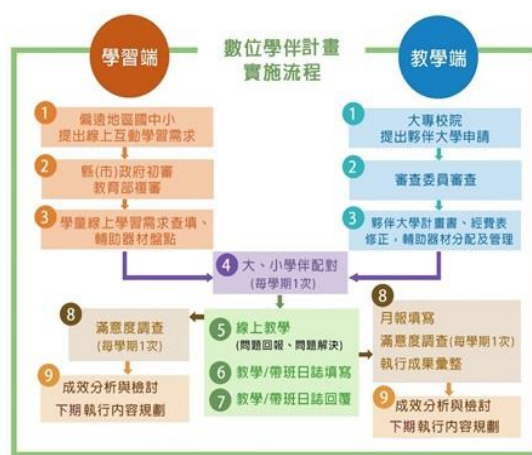 學習端
數位學伴計畫
實施流程
教學端
1
偏遠地區國中小
提出線上互動學習需求
2
縣(市)政府初審
教育部複審
3
學童線上學習需求查填、
輔助器材盤點
1
大專校院
提出夥伴大學申請
2
審查委員審查
3
夥伴大學計畫書、經費表
修正,輔助器材分配及管理
4
大、小學伴配對
(每學期1次)
8
滿意度調查
(每學期1次)
9
成效分析與檢討
下期執行內容規劃
5
線上教學
(問題回報、問題解決)
6
教學/帶班日誌填寫
7
教學/帶班日誌回覆
8
月報填寫
滿意度調查(每學期1次)
執行成果彙整
9
成效分析與檢討
下期執行內容規劃